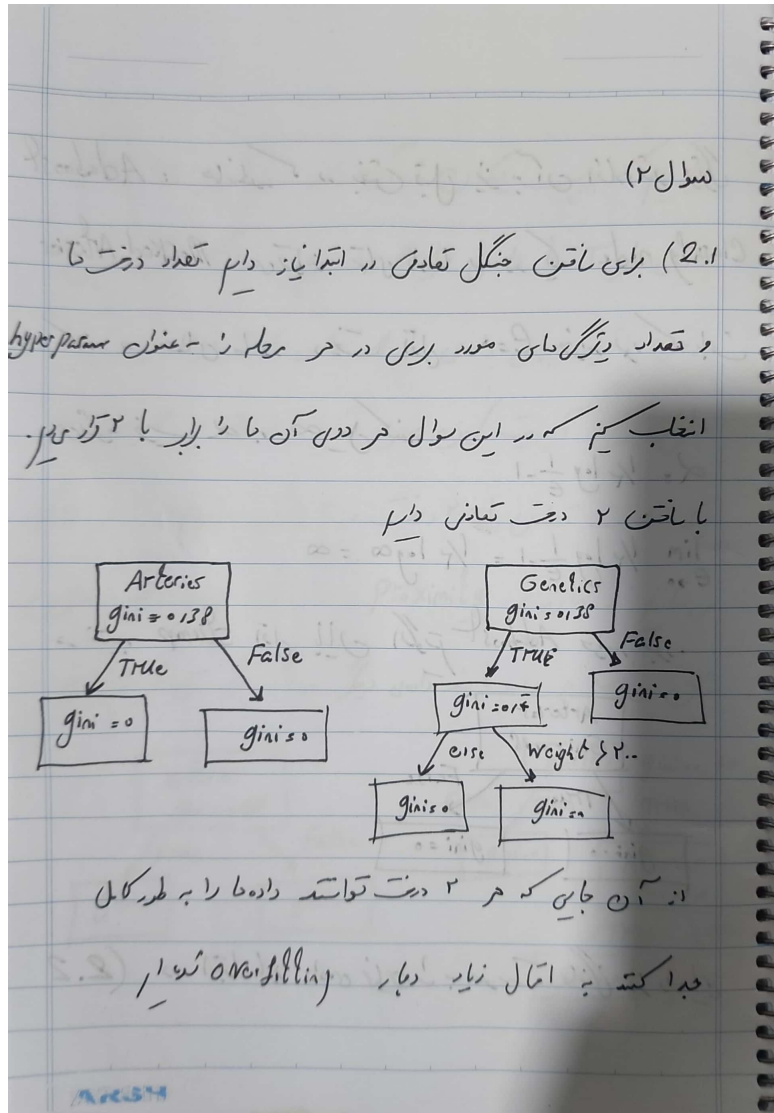 سوال ۲)
2.1) برای ساختن جنگل تصادفی در ابتدا نیاز داریم تعداد درخت ها
و تعداد ویژگی های مورد بررسی در هر مرحله را به عنوان hyperparam
انتخاب کنیم که در این سوال هر دوی آن ها را برابر با ۲ قرار می دهیم.
با ساختن ۲ درخت تصادفی داریم
Arteries
gini = 0,38
True
False
gini = 0
gini = 0
Genetics
gini = 0,38
TRUE
False
gini = 0,4
gini = 0
else
Weight > ۲۰۰
gini = 0
gini = 0
از آن جایی که هر ۲ درخت توانستند داده ها را به طور کامل
جدا کنند به احتمال زیاد دچار overfitting شده ایم